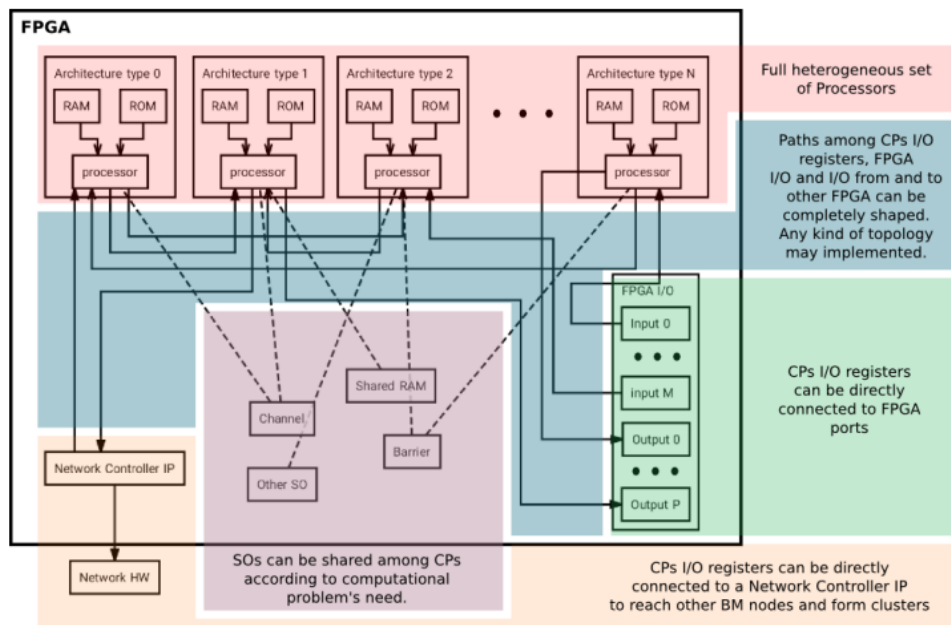 FPGA
Architecture type 0
Architecture type 1
Architecture type 2
Architecture type N
RAM
ROM
RAM
ROM
RAM
ROM
RAM
ROM
processor
processor
processor
processor
Full heterogeneous set
of Processors
Paths among CPs I/O
registers, FPGA
I/O and I/O from and to
other FPGA can be
completely shaped.
Any kind of topology
may implemented.
FPGA I/O
Input 0
input M
Output 0
Output P
CPs I/O registers
can be directly
connected to FPGA
ports
Shared RAM
Channel
Barrier
Other SO
Network Controller IP
Network HW
SOs can be shared among CPs
according to computational
problem's need.
CPs I/O registers can be directly
connected to a Network Controller IP
to reach other BM nodes and form clusters